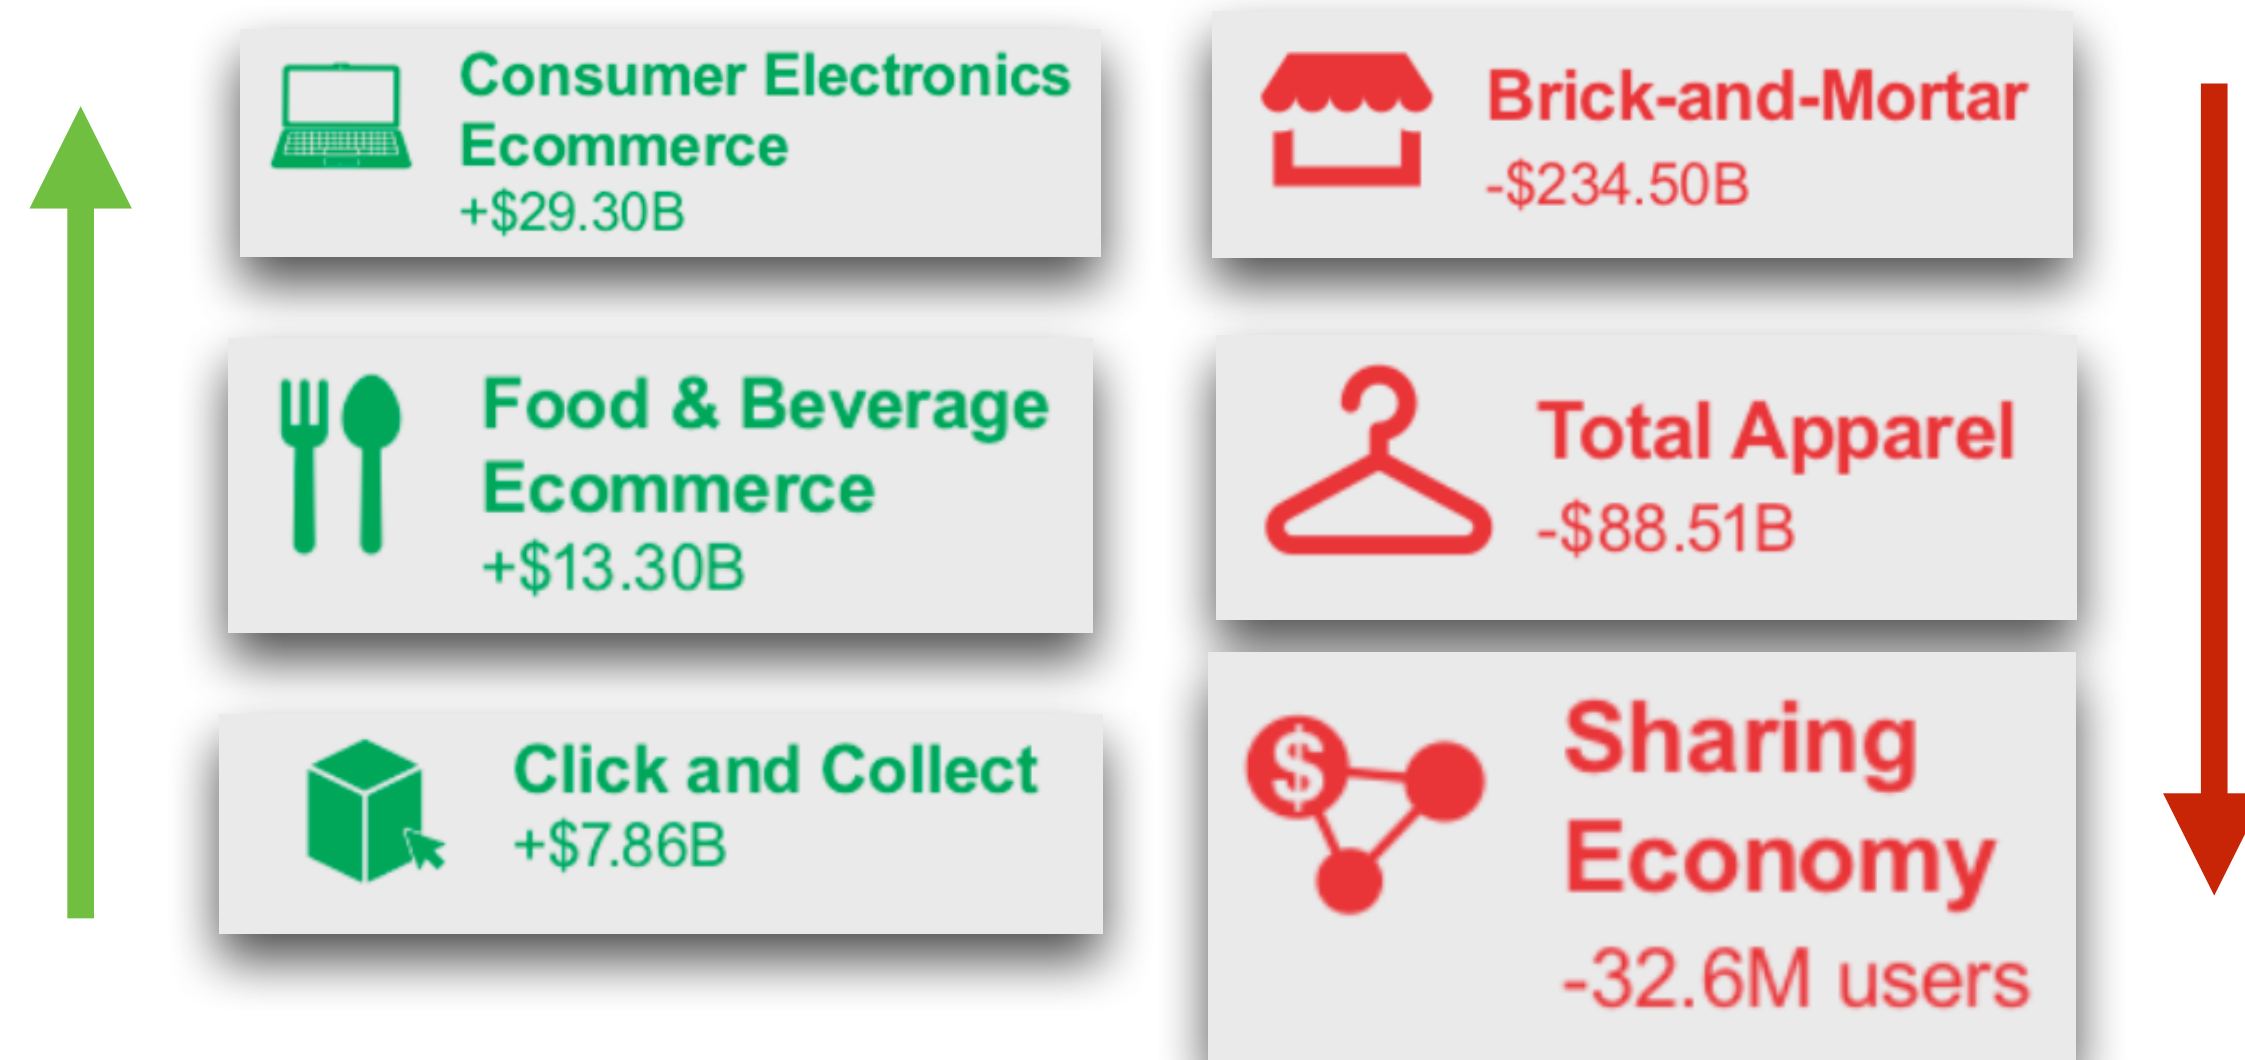 Consumer Electronics
Ecommerce
+$29.30B
Food & Beverage
Ecommerce
+$13.30B
Click and Collect
+$7.86B
Brick-and-Mortar
-$234.50B
Total Apparel
-$88.51B
$
Sharing
Economy
-32.6M users